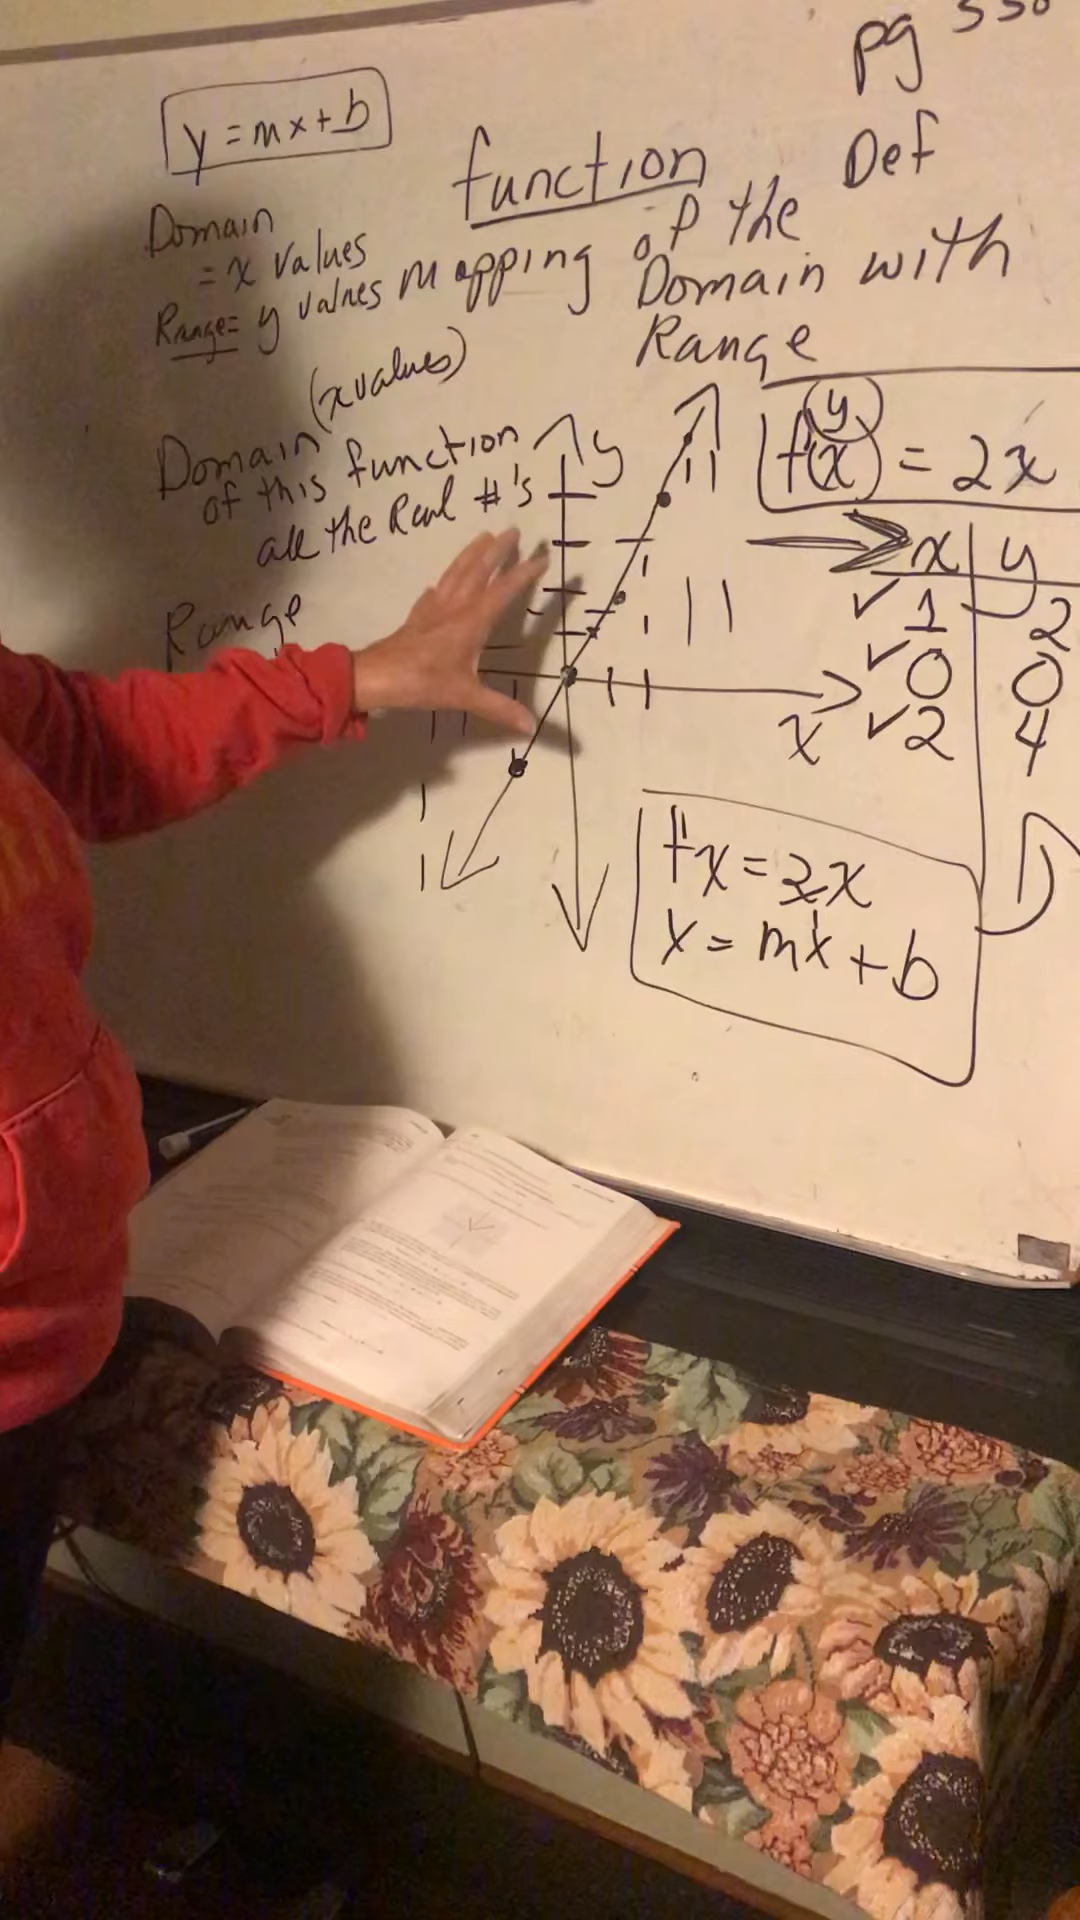 pg 330
y = mx + b
function
Def
Domain
= x values
Range = y values
Mapping of the
Domain with
Range
(x values)
Domain
of this function
all the Real #'s
Range
y
x
y
f(x) = 2x
x y
✓ 1 2
✓ 0 0
✓ 2 4
fx = 2x
y = mx + b